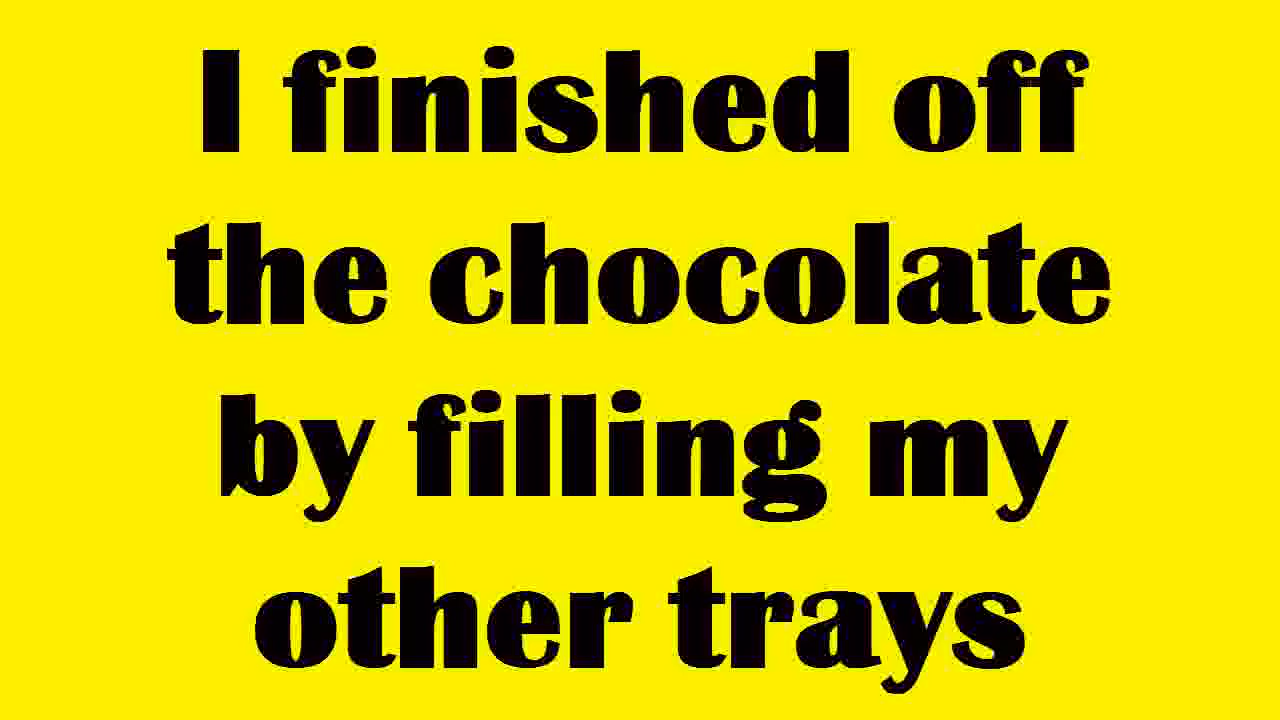 I finished off
the chocolate
by filling my
other trays